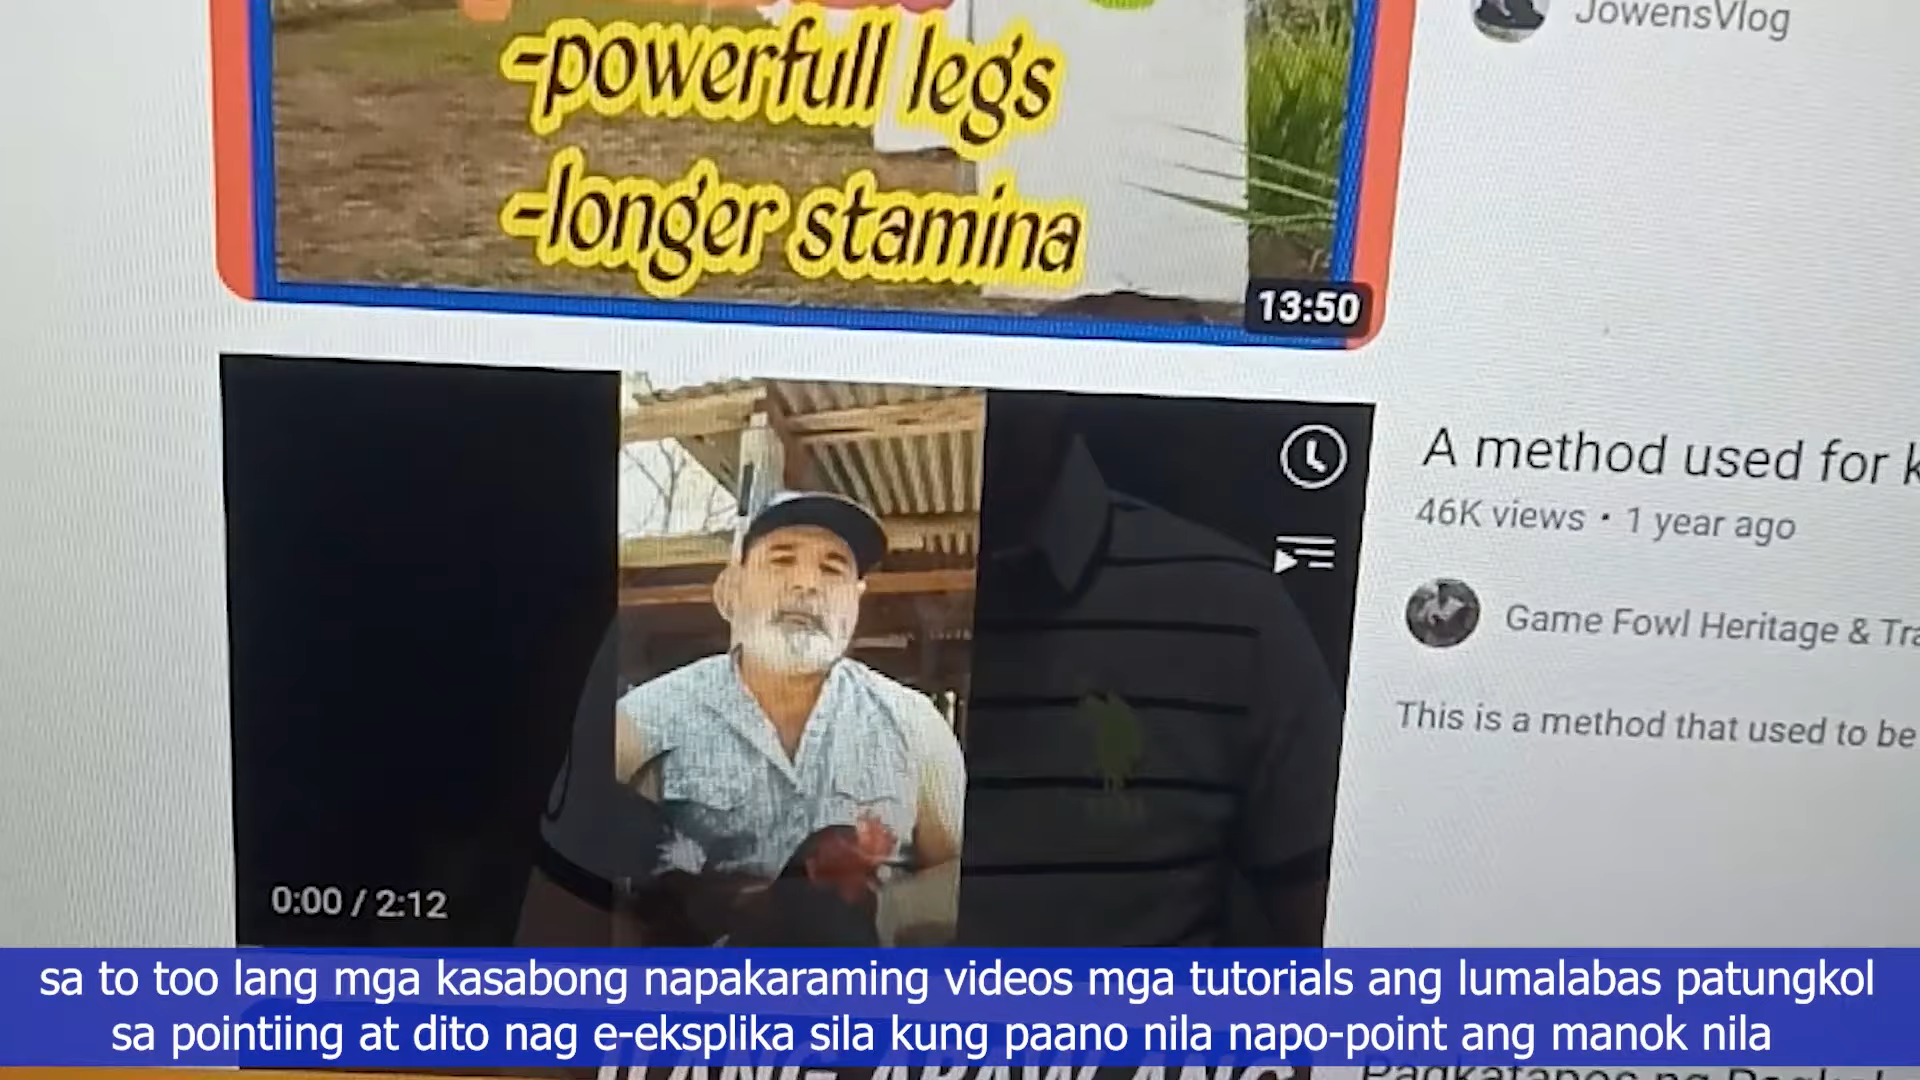 JowensVlog
-powerfull legs
-longer stamina
13:50
A method used for
46K views • 1 year ago
Game Fowl Heritage &
This is a method that used to be
0:00 / 2:12
sa to too lang mga kasabong napakaraming videos mga tutorials ang lumalabas patungkol
sa pointiing at dito nag e-eksplika sila kung paano nila napo-point ang manok nila